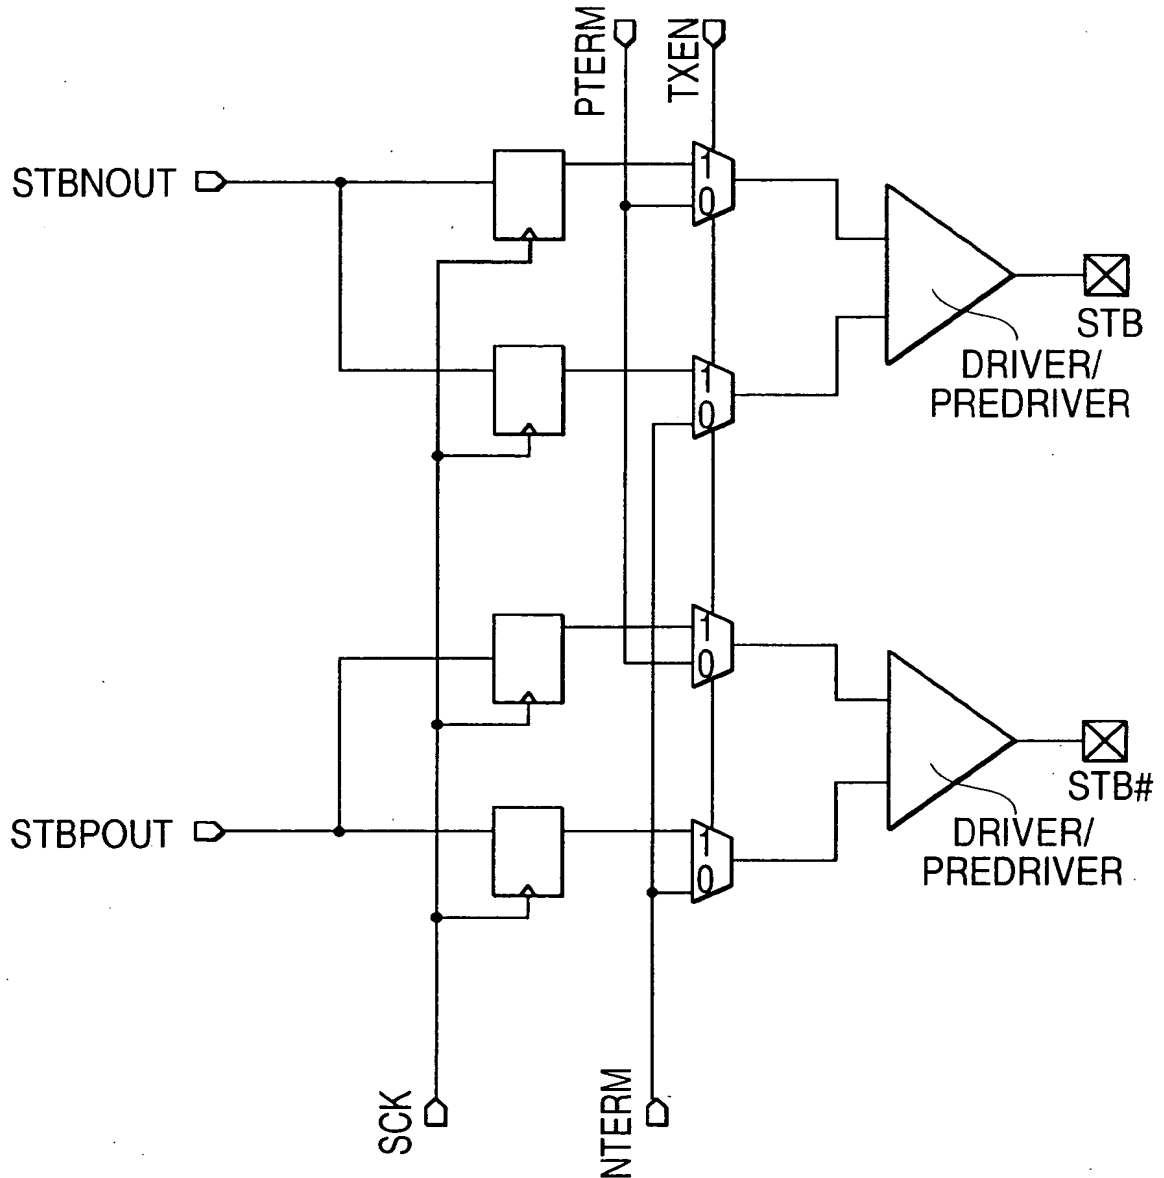 PTERM
TXEN
STBNOUT
1
0
STB
DRIVER/
PREDRIVER
1
0
1
0
STB#
STBPOUT
DRIVER/
PREDRIVER
1
0
SCK
NTERM